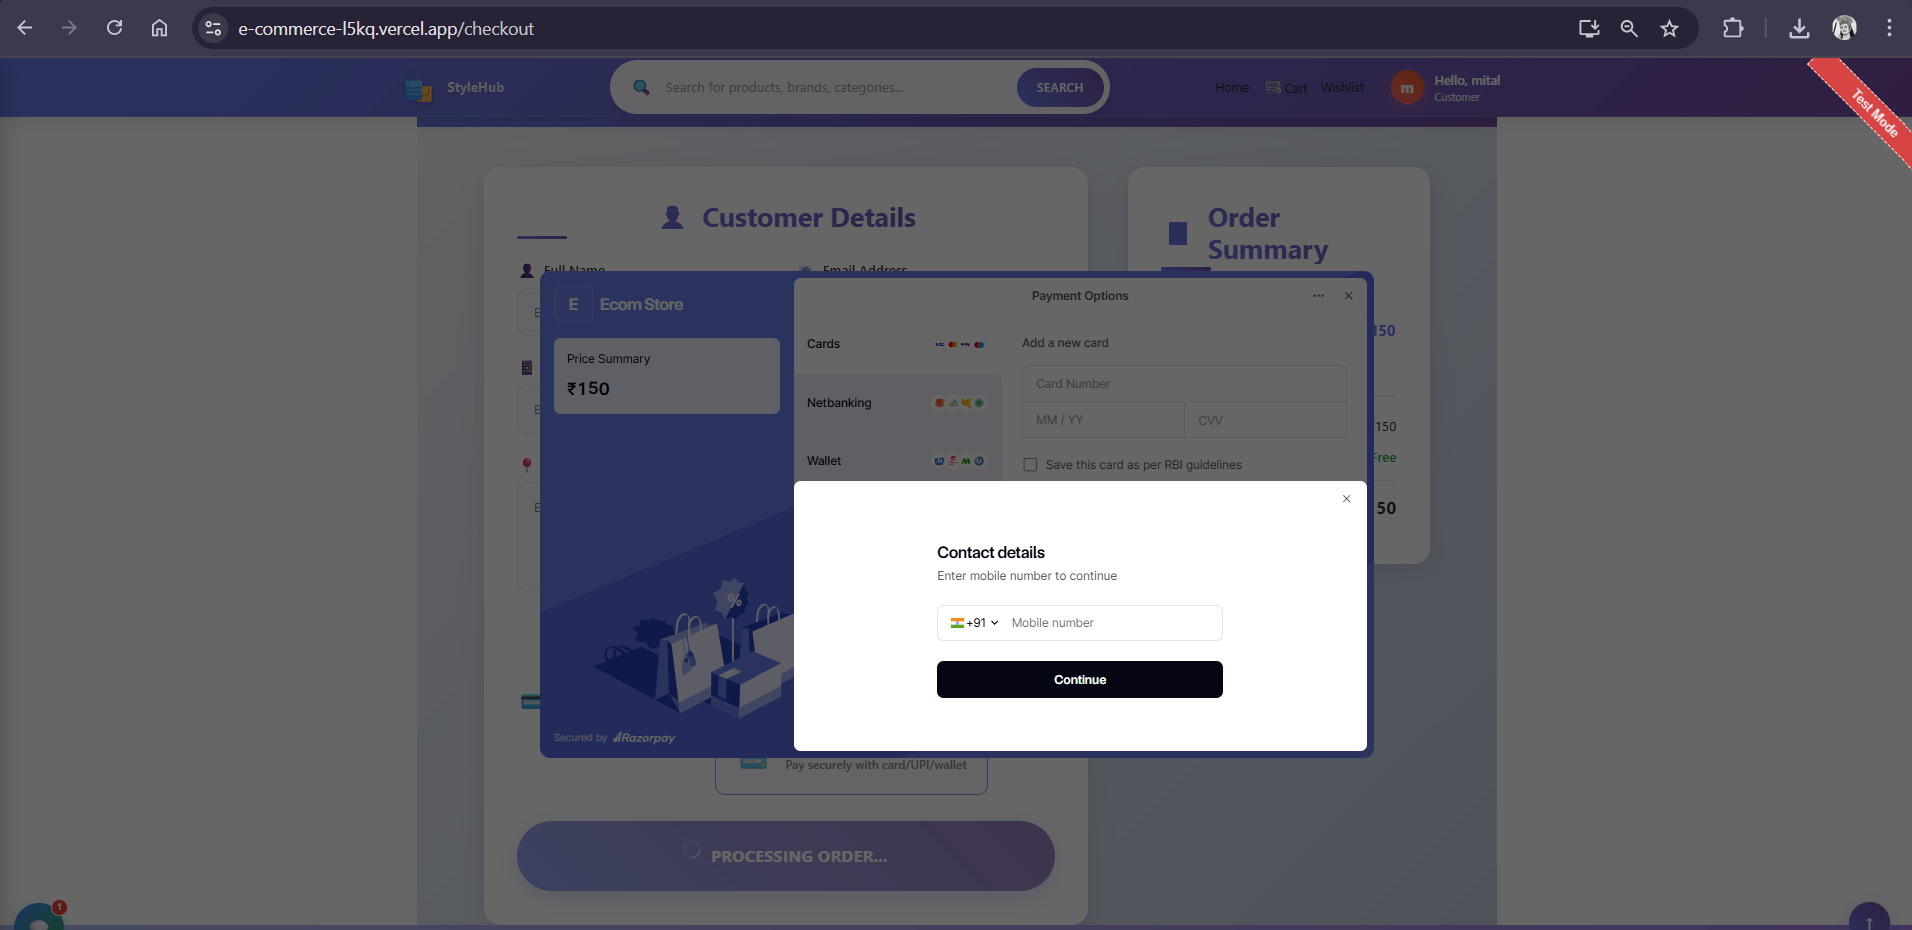 e-commerce-l5kq.vercel.app/checkout
StyleHub
Search for products, brands, categories...
SEARCH
Home
Cart
Wishlist
m
Hello, mital
Customer
Test Mode
Customer Details
Order
Summary
Full Name
Email Address
E
Ecom Store
Price Summary
₹150
Payment Options
Cards
Netbanking
Wallet
Add a new card
Card Number
MM / YY
CVV
Save this card as per RBI guidelines
150
150
Free
50
Contact details
Enter mobile number to continue
+91
Mobile number
Continue
%
Secured by Razorpay
Pay securely with card/UPI/wallet
PROCESSING ORDER...
1